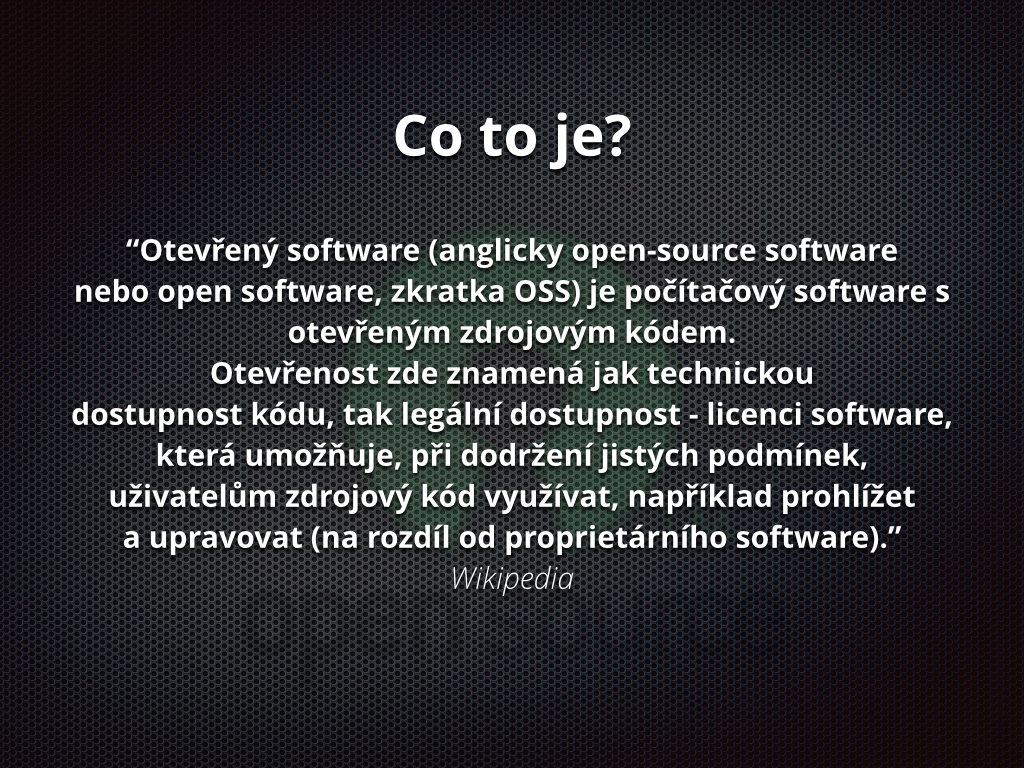 Co to je?
“Otevřený software (anglicky open-source software
nebo open software, zkratka OSS) je počítačový software s
otevřeným zdrojovým kódem.
Otevřenost zde znamená jak technickou
dostupnost kódu, tak legální dostupnost - licenci software,
která umožňuje, při dodržení jistých podmínek,
uživatelům zdrojový kód využívat, například prohlížet
a upravovat (na rozdíl od proprietárního software).”
Wikipedia